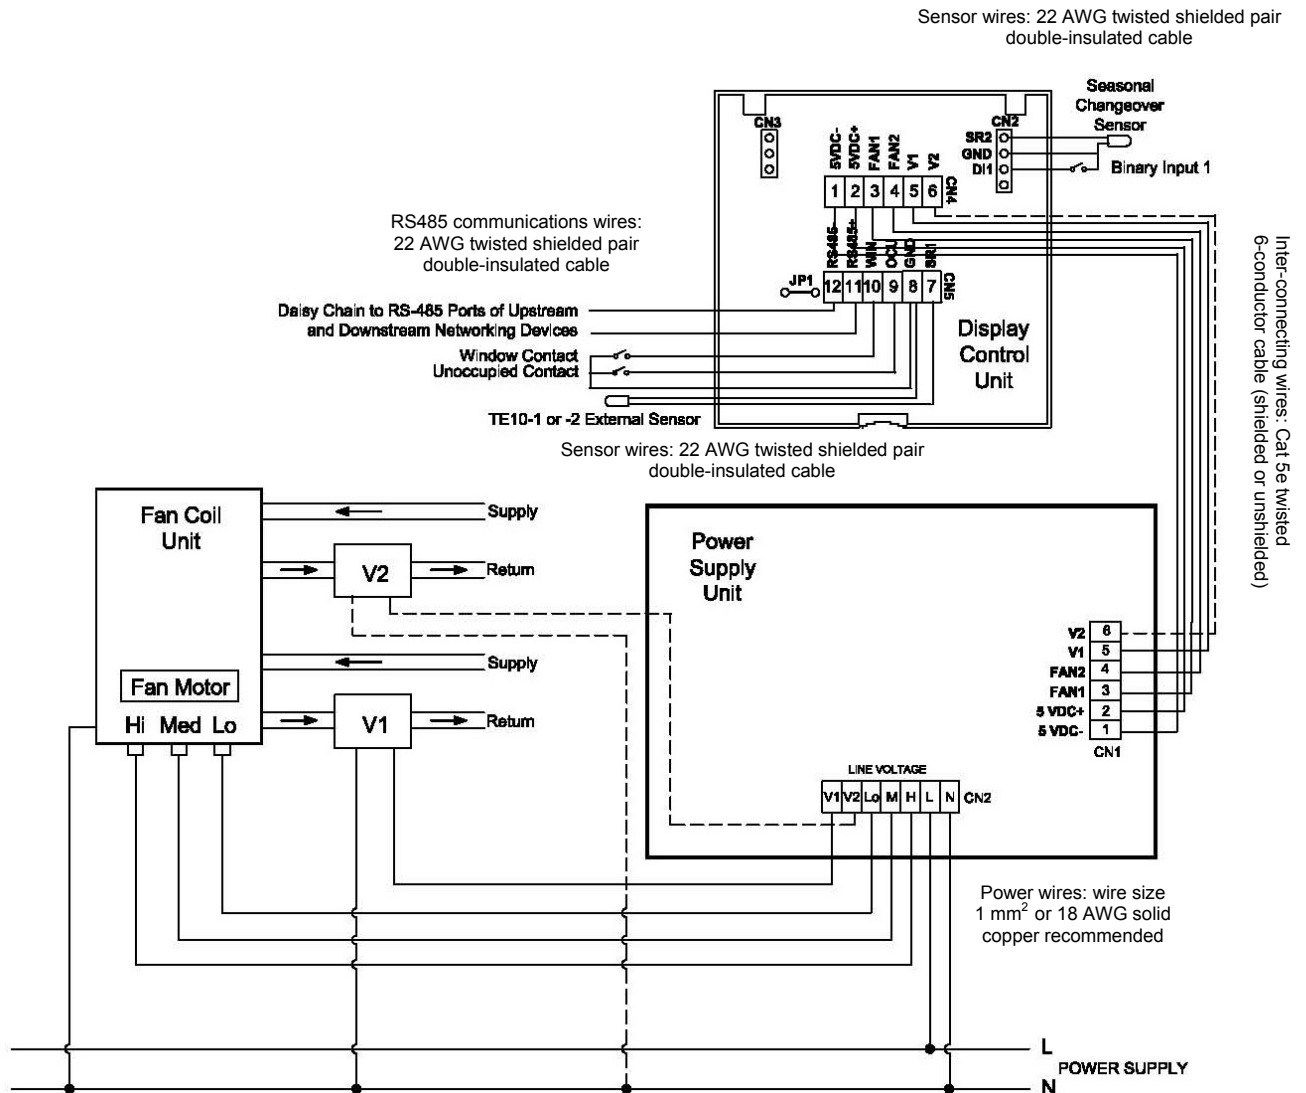 Sensor wires: 22 AWG twisted shielded pair
double-insulated cable
Seasonal
Changeover
Sensor
CN3
CN2
SR2
GND
DI1
Binary Input 1
5VDC-
5VDC+
FAN1
FAN2
V1
V2
1 2 3 4 5 6
CN4
RS485 communications wires:
22 AWG twisted shielded pair
double-insulated cable
RS485-
RS485+
WIN
OCU
GND
SR1
JP1
12 11 10 9 8 7
CN5
Inter-connecting wires: Cat 5e twisted
6-conductor cable (shielded or unshielded)
Daisy Chain to RS-485 Ports of Upstream
and Downstream Networking Devices
Window Contact
Unoccupied Contact
TE10-1 or -2 External Sensor
Display
Control
Unit
Sensor wires: 22 AWG twisted shielded pair
double-insulated cable
Fan Coil
Unit
Supply
V2
Return
Supply
Fan Motor
Hi Med Lo
V1
Return
Power
Supply
Unit
V2 6
V1 5
FAN2 4
FAN1 3
5 VDC+ 2
5 VDC- 1
CN1
LINE VOLTAGE
V1 V2 Lo M H L N CN2
Power wires: wire size
1 mm² or 18 AWG solid
copper recommended
L
POWER SUPPLY
N